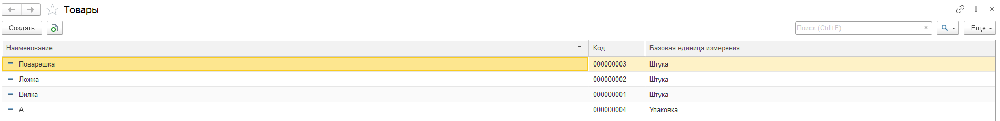 Товары
Создать
Поиск (Ctrl+F)
Еще
Наименование Код Базовая единица измерения
Поварешка 000000003 Штука
Ложка 000000002 Штука
Вилка 000000001 Штука
А 000000004 Упаковка